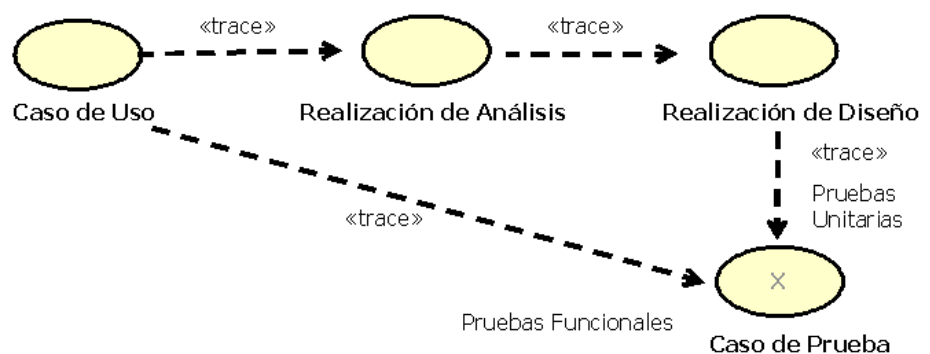 «trace»
«trace»
Caso de Uso
Realización de Análisis
Realización de Diseño
«trace»
Pruebas
Unitarias
«trace»
X
Pruebas Funcionales
Caso de Prueba